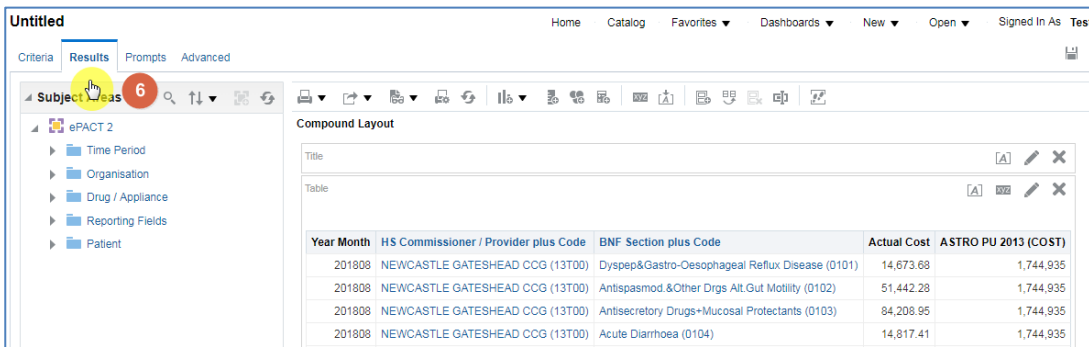 Untitled
Home Catalog Favorites ▼ Dashboards ▼ New ▼ Open ▼ Signed In As Tes
Criteria Results Prompts Advanced
Subject Areas 6
ePACT 2
Time Period
Organisation
Drug / Appliance
Reporting Fields
Patient
Compound Layout
Title
Table
Year Month HS Commissioner / Provider plus Code BNF Section plus Code Actual Cost ASTRO PU 2013 (COST)
201808 NEWCASTLE GATESHEAD CCG (13T00) Dyspep&Gastro-Oesophageal Reflux Disease (0101) 14,673.68 1,744,935
201808 NEWCASTLE GATESHEAD CCG (13T00) Antispasmod.&Other Drgs Alt.Gut Motility (0102) 51,442.28 1,744,935
201808 NEWCASTLE GATESHEAD CCG (13T00) Antisecretory Drugs+Mucosal Protectants (0103) 84,208.95 1,744,935
201808 NEWCASTLE GATESHEAD CCG (13T00) Acute Diarrhoea (0104) 14,817.41 1,744,935